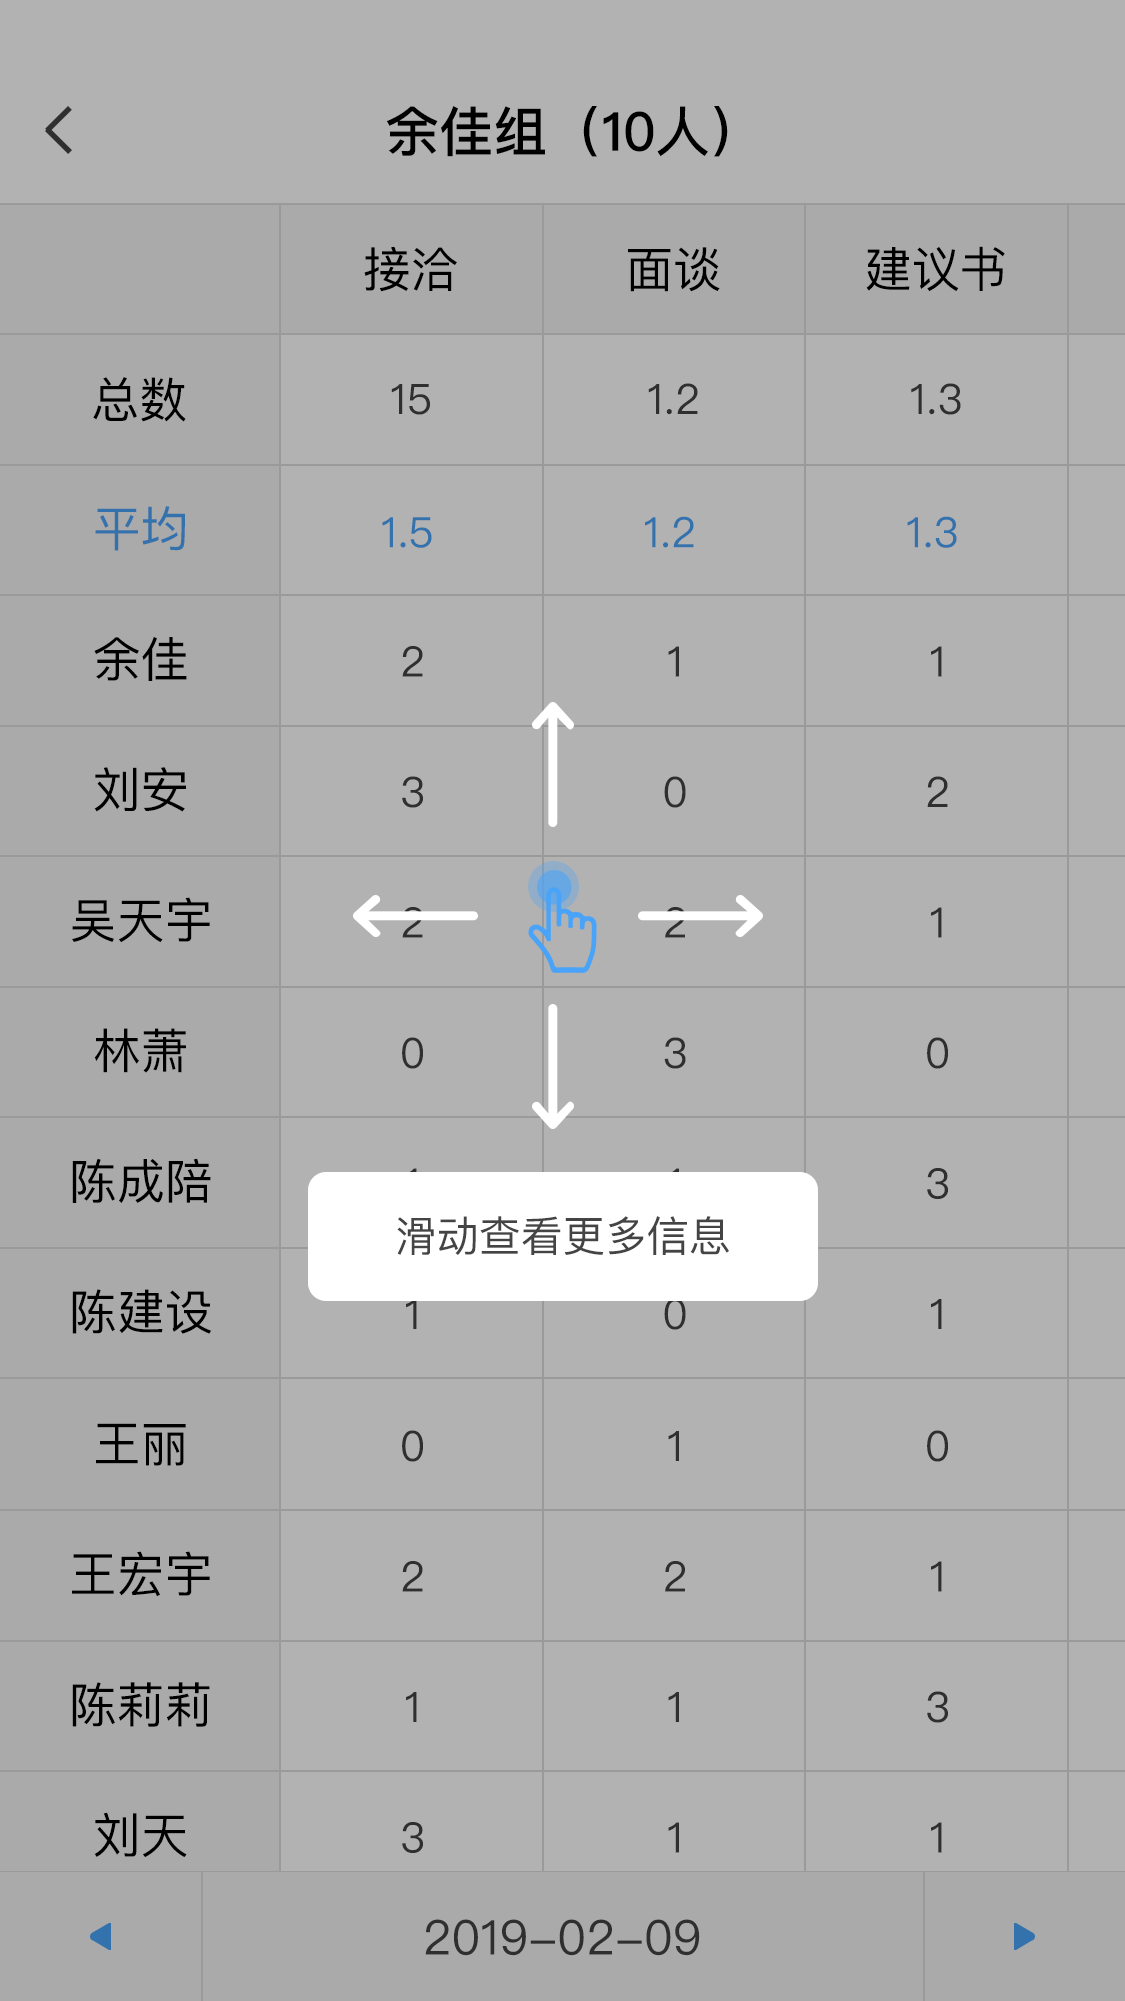 余佳组（10人）
接洽 面谈 建议书
总数 15 1.2 1.3
平均 1.5 1.2 1.3
余佳 2 1 1
刘安 3 0 2
吴天宇 2 2 1
林萧 0 3 0
陈成陪 1 1 3
滑动查看更多信息
陈建设 1 0 1
王丽 0 1 0
王宏宇 2 2 1
陈莉莉 1 1 3
刘天 3 1 1
2019-02-09